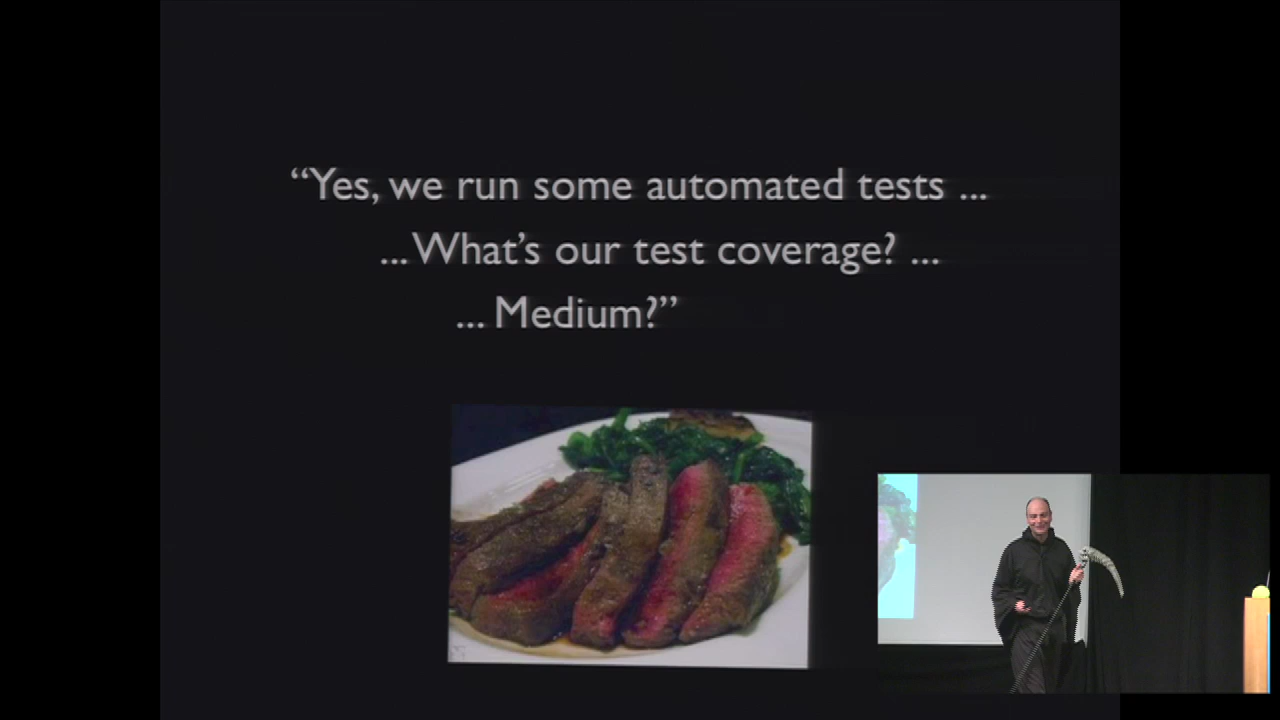 “Yes, we run some automated tests ...
...What’s our test coverage? ...
... Medium?”